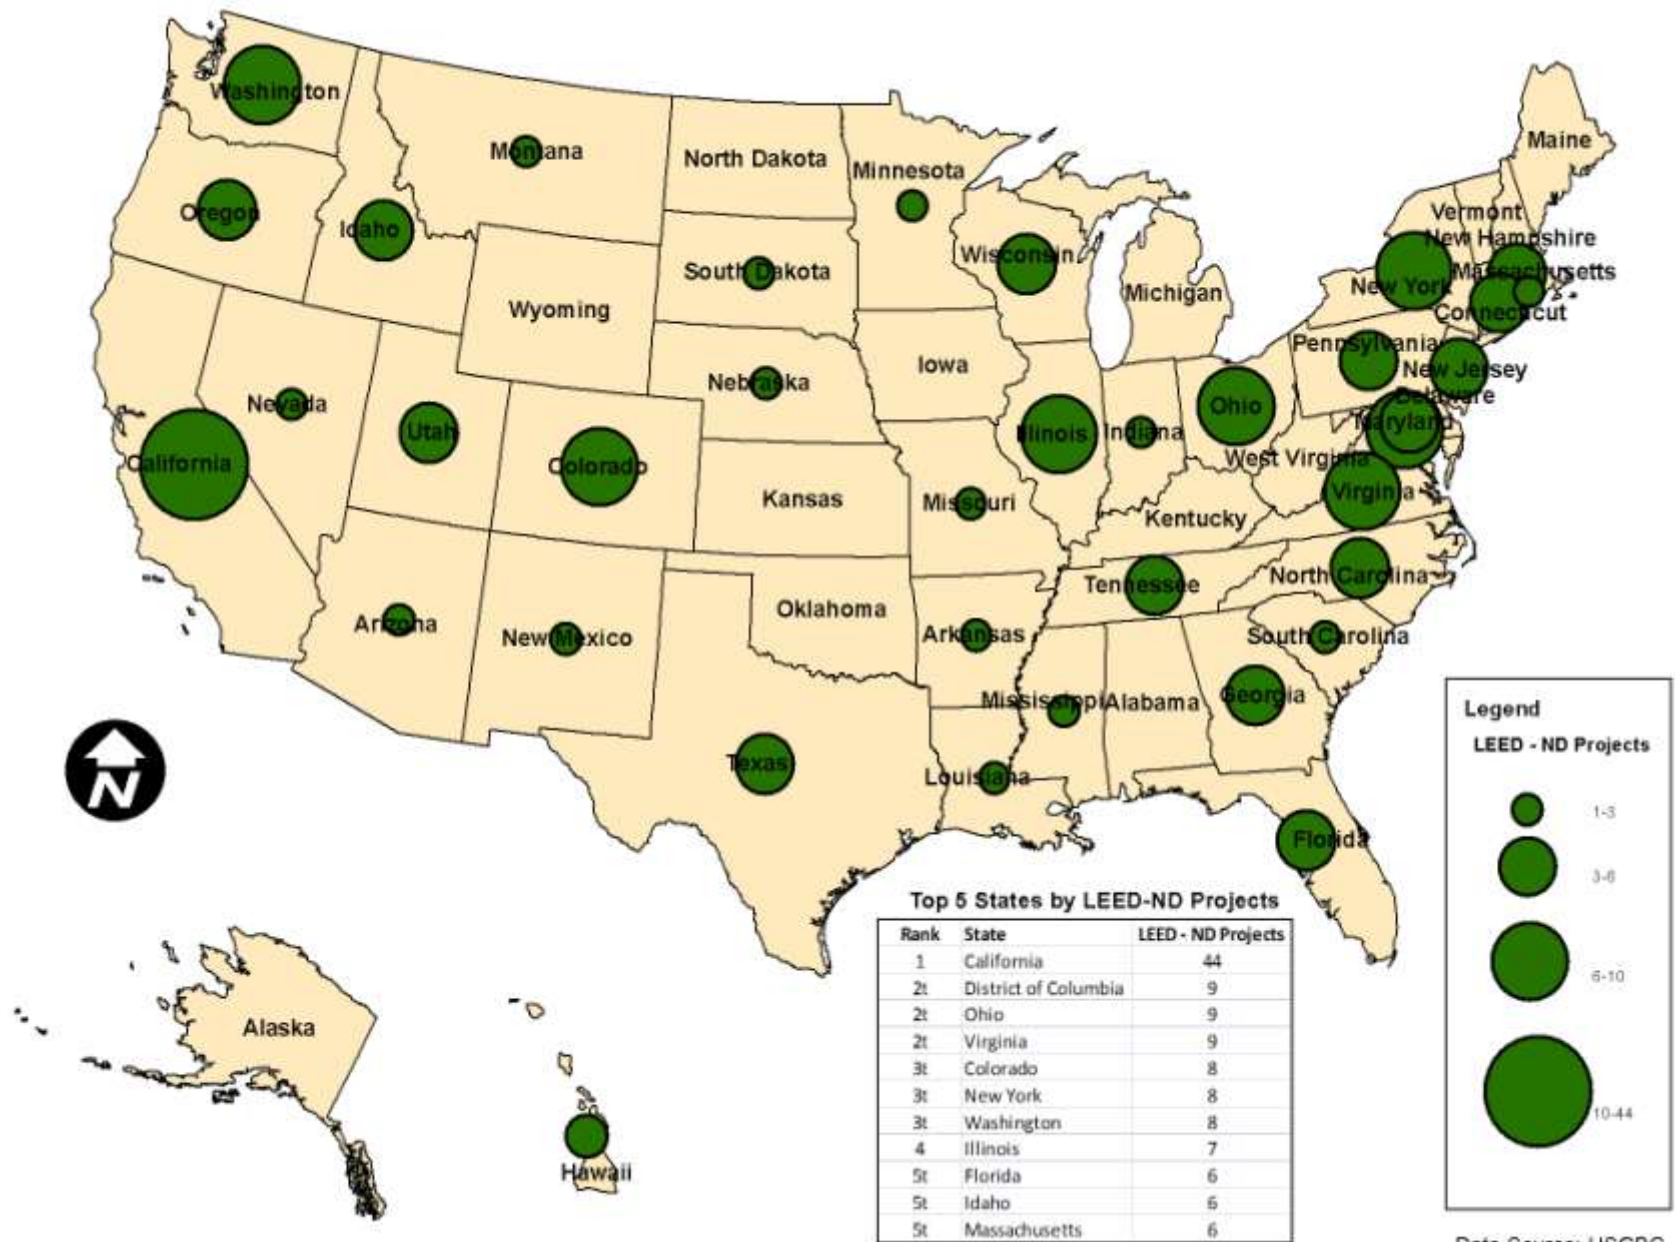 Washington
Montana
North Dakota
Minnesota
Maine
Oregon
Idaho
Vermont
New Hampshire
South Dakota
Wisconsin
Massachusetts
New York
Michigan
Wyoming
Connecticut
Pennsylvania
Iowa
New Jersey
Nebraska
Delaware
Nevada
Utah
Ohio
Illinois
Indiana
Maryland
California
Colorado
West Virginia
Kansas
Missouri
Virginia
Kentucky
Tennessee
North Carolina
Oklahoma
Arizona
New Mexico
Arkansas
South Carolina
Mississippi
Alabama
Georgia
Texas
Louisiana
Florida
N
Alaska
Hawaii
Legend
LEED - ND Projects
1-3
3-6
6-10
10-44
Top 5 States by LEED-ND Projects
Rank State LEED - ND Projects
1 California 44
2t District of Columbia 9
2t Ohio 9
2t Virginia 9
3t Colorado 8
3t New York 8
3t Washington 8
4 Illinois 7
5t Florida 6
5t Idaho 6
5t Massachusetts 6
Data Source: USGBC